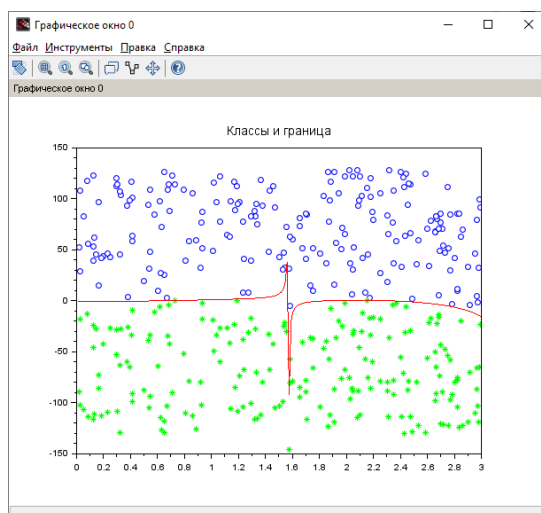 Графическое окно 0
Файл Инструменты Правка Справка
Графическое окно 0
Классы и граница
150
100
50
0
-50
-100
-150
0 0.2 0.4 0.6 0.8 1 1.2 1.4 1.6 1.8 2 2.2 2.4 2.6 2.8 3